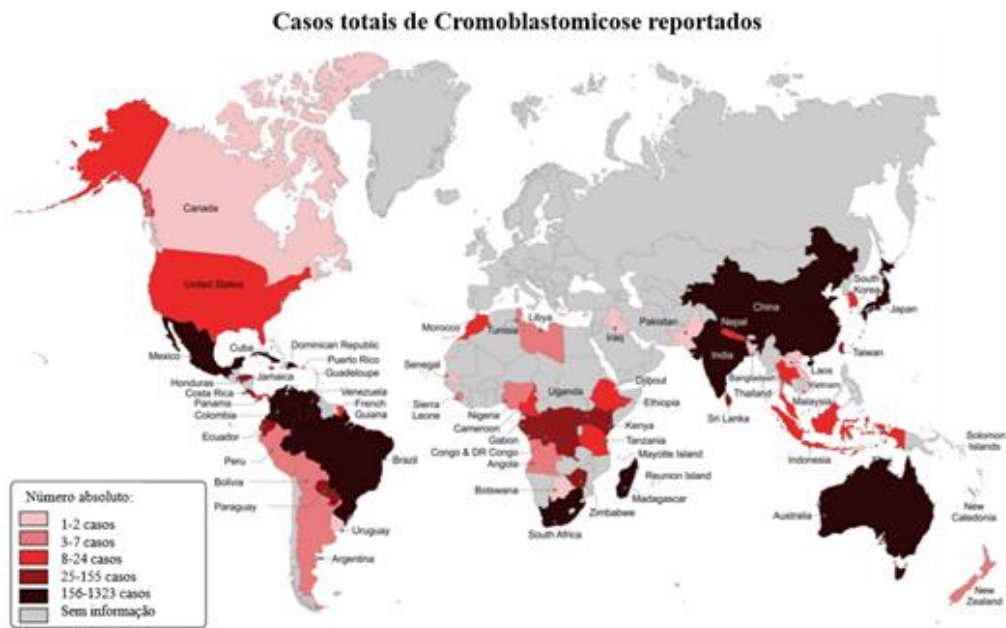 Casos totais de Cromoblastomicose reportados
Canada
United States
Mexico
Cuba
Dominican Republic
Puerto Rico
Guadeloupe
Jamaica
Honduras
Costa Rica
Panama
Colombia
Venezuela
French
Guiana
Ecuador
Peru
Brazil
Bolivia
Paraguay
Uruguay
Argentina
Morocco
Tunissia
Libya
Senegal
Sierra
Leone
Nigeria
Cameroon
Gabon
Congo & DR Congo
Angola
Botswana
Uganda
Djibout
Ethiopia
Kenya
Tanzania
Mayotte Island
Reunion Island
Madagascar
Zimbabwe
South Africa
Iraq
Pakistan
Nepal
India
China
South
Korea
Japan
Taiwan
Laos
Vietnam
Bangladesh
Thailand
Malaysia
Sri Lanka
Indonesia
Solomon
Islands
Australia
New
Caledonia
New
Zealand
Número absoluto:
1-2 casos
3-7 casos
8-24 casos
25-155 casos
156-1323 casos
Sem informação